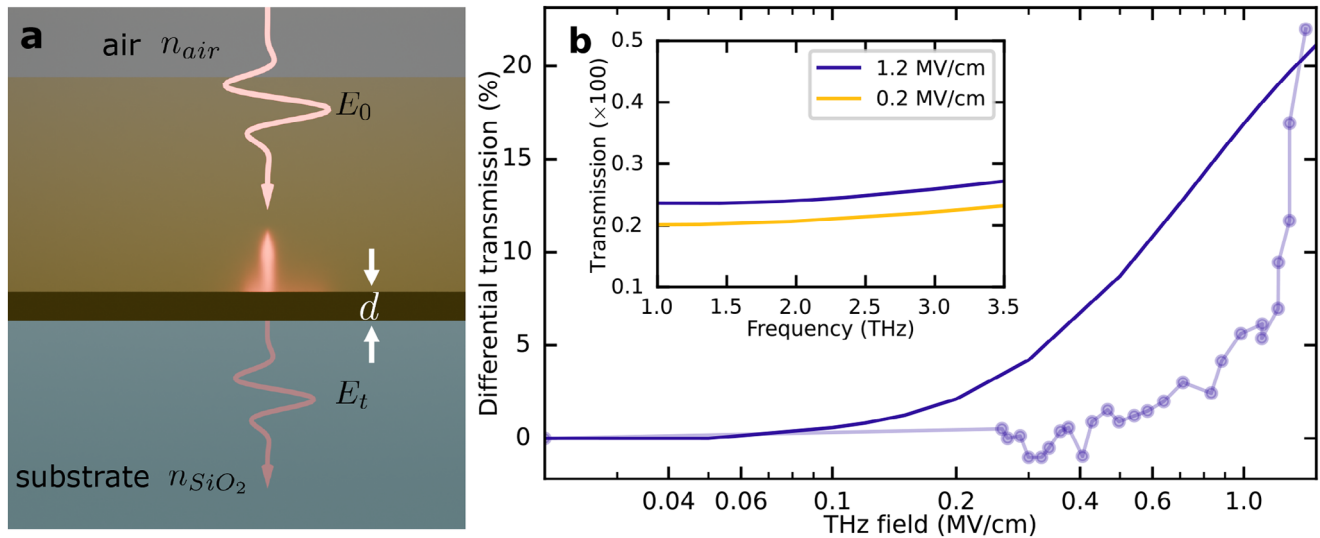 a
air n_air
E_0
d
E_t
substrate n_SiO_2
b
Differential transmission (%)
20
15
10
5
0
0.04 0.06 0.1 0.2 0.4 0.6 1.0
THz field (MV/cm)
Transmission (×100)
0.5
0.4
0.3
0.2
0.1
1.2 MV/cm
0.2 MV/cm
1.0 1.5 2.0 2.5 3.0 3.5
Frequency (THz)